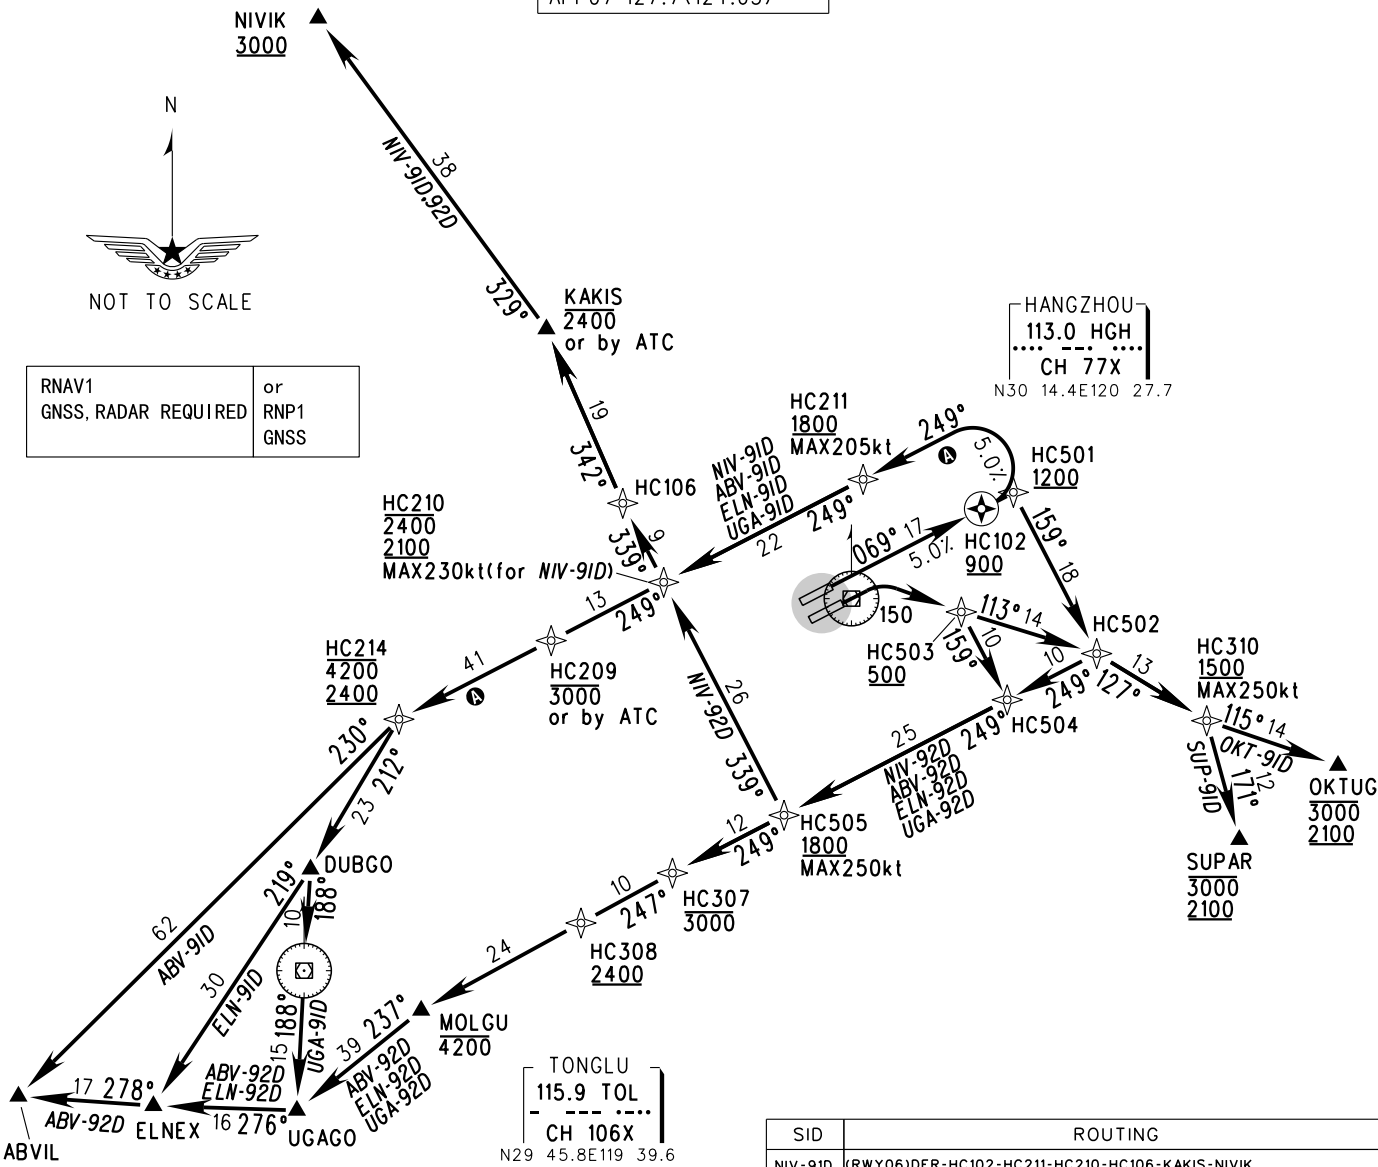 APP07 127.7(124.05)
NIVIK
3000
N
NOT TO SCALE
38
NIV-91D,92D
329°
KAKIS
2400
or by ATC
HANGZHOU
113.0 HGH
CH 77X
N30 14.4E120 27.7
RNAV1
GNSS, RADAR REQUIRED
or
RNP1
GNSS
19
342°
HC106
HC211
1800
MAX205kt
249°
A
5.0%
HC501
1200
NIV-91D
ABV-91D
ELN-91D
UGA-91D
249°
22
HC210
2400
2100
MAX230kt(for NIV-91D)
9
339°
069°
17
5.0%
HC102
900
159°
18
150
13
249°
HC503
500
113°
14
10
159°
HC502
HC214
4200
2400
41
A
HC209
3000
or by ATC
26
NIV-92D
339°
10
249°
127°
13
HC310
1500
MAX250kt
HC504
115°
14
OKT-91D
12
171°
SUP-91D
OKTUG
3000
2100
SUPAR
3000
2100
230°
212°
23
25
249°
NIV-92D
ABV-92D
ELN-92D
UGA-92D
HC505
1800
MAX250kt
12
249°
DUBGO
219°
10
188°
10
247°
HC307
3000
HC308
2400
62
ABV-91D
30
ELN-91D
24
15
188°
UGA-91D
MOLGU
4200
237°
39
ABV-92D
ELN-92D
UGA-92D
ABV-92D
ELN-92D
16
276°
UGAGO
17
278°
ABV-92D
ELNEX
ABVIL
TONGLU
115.9 TOL
CH 106X
N29 45.8E119 39.6
SID
ROUTING
NIV-91D
(RWY06)DER-HC102-HC211-HC210-HC106-KAKIS-NIVIK